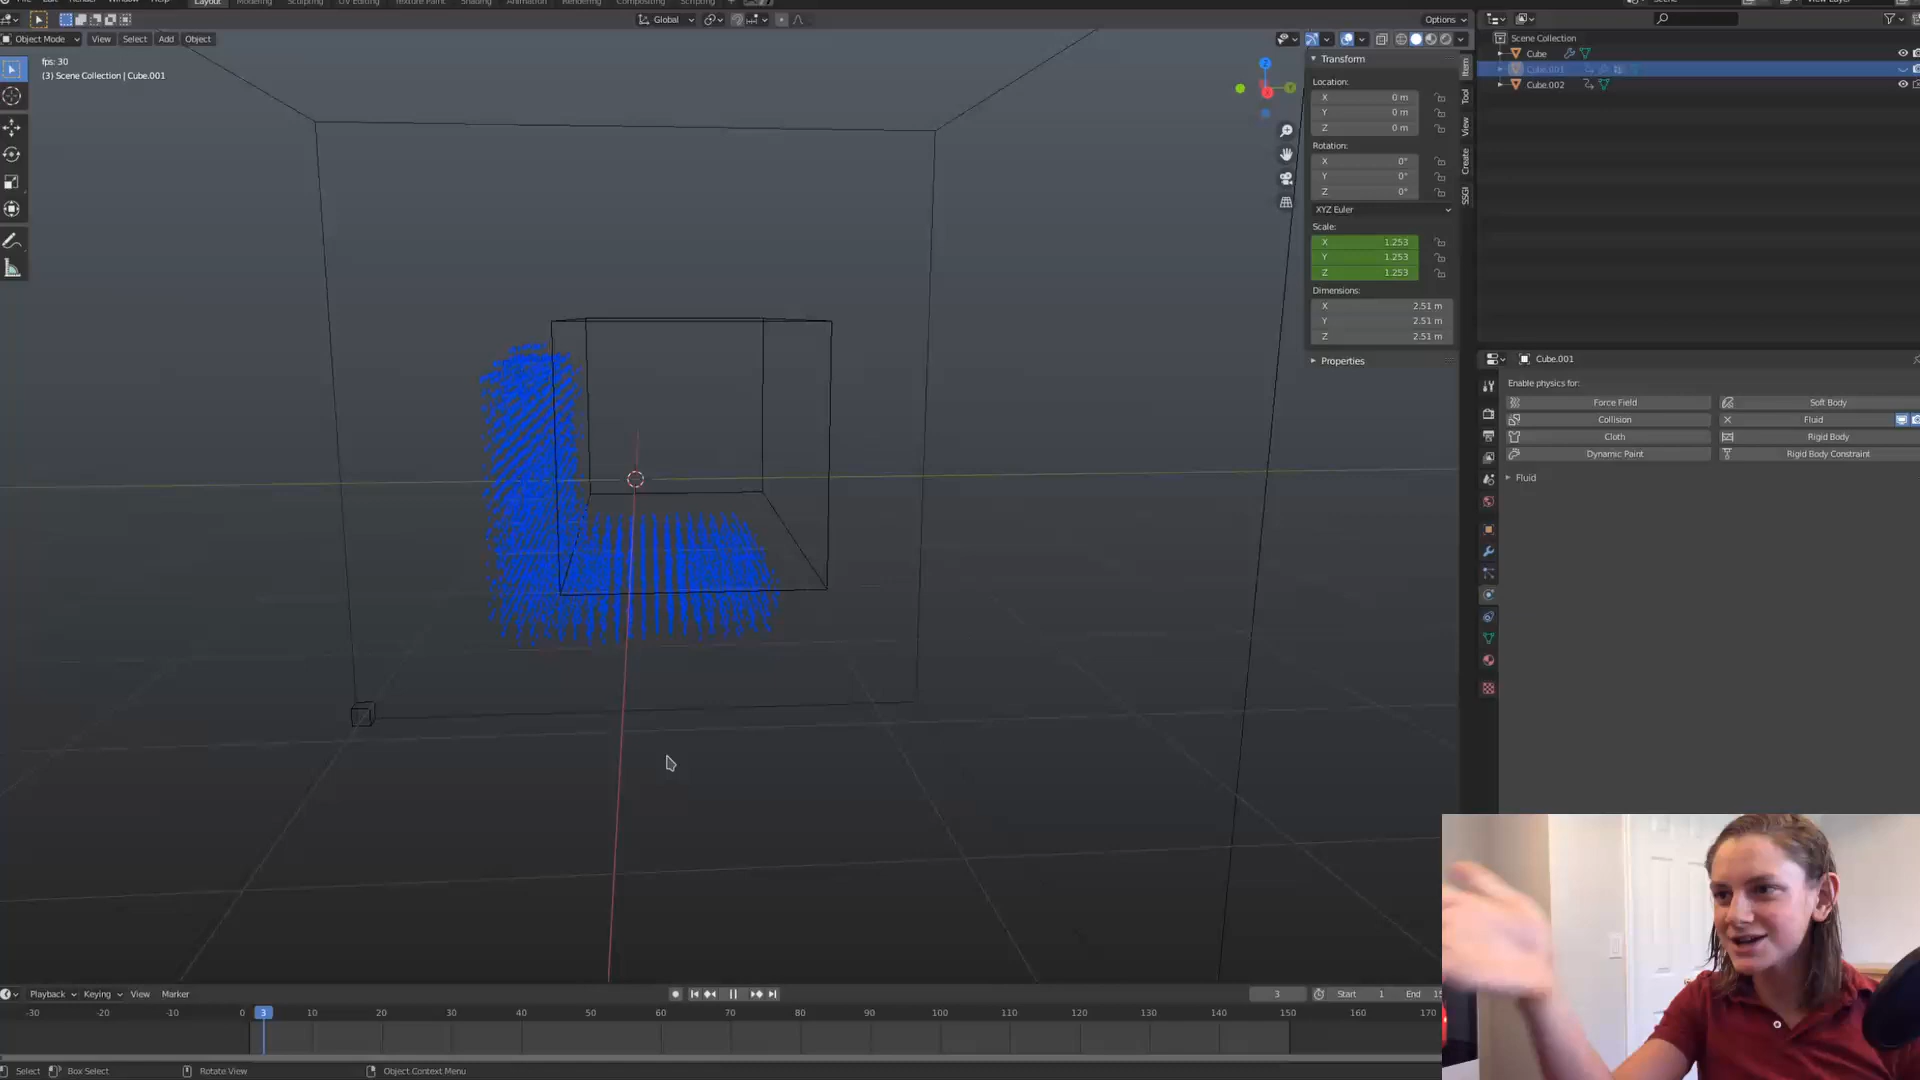 Layout Modeling Sculpting UV Editing Texture Paint Shading Animation Rendering Compositing Scripting
Global
Options
Object Mode View Select Add Object
fps: 30
(3) Scene Collection | Cube.001
Transform
Location:
X 0 m
Y 0 m
Z 0 m
Rotation:
X 0°
Y 0°
Z 0°
XYZ Euler
Scale:
X 1.253
Y 1.253
Z 1.253
Dimensions:
X 2.51 m
Y 2.51 m
Z 2.51 m
Properties
Item
Tool
View
Create
SSGI
Scene Collection
Cube
Cube.001
Cube.002
Cube.001
Enable physics for:
Force Field Soft Body
Collision Fluid
Cloth Rigid Body
Dynamic Paint Rigid Body Constraint
Fluid
Playback Keying View Marker
3 Start 1 End
-30 -20 -10 0 3 10 20 30 40 50 60 70 80 90 100 110 120 130 140 150 160 170
Select Box Select Rotate View Object Context Menu